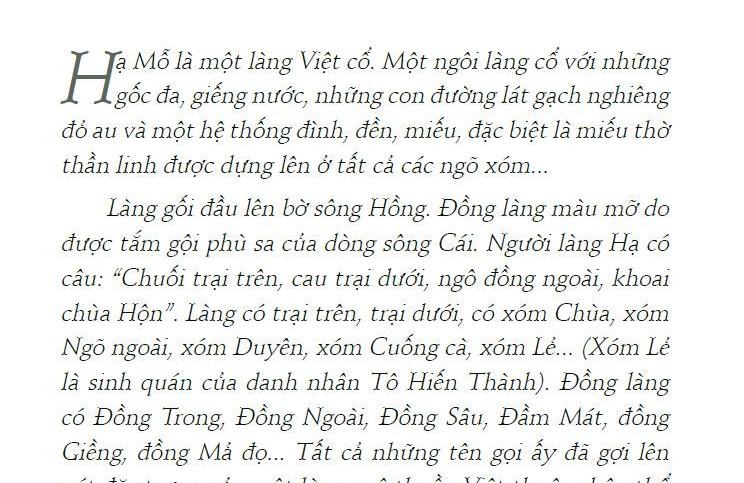 Hạ Mỗ là một làng Việt cổ. Một ngôi làng cổ với những
gốc đa, giếng nước, những con đường lát gạch nghiêng
đỏ au và một hệ thống đình, đền, miếu, đặc biệt là miếu thờ
thần linh được dựng lên ở tất cả các ngõ xóm...
Làng gối đầu lên bờ sông Hồng. Đồng làng màu mỡ do
được tắm gội phù sa của dòng sông Cái. Người làng Hạ có
câu: “Chuối trại trên, cau trại dưới, ngô đồng ngoài, khoai
chùa Hộn”. Làng có trại trên, trại dưới, có xóm Chùa, xóm
Ngõ ngoài, xóm Duyên, xóm Cuống cà, xóm Lẻ... (Xóm Lẻ
là sinh quán của danh nhân Tô Hiến Thành). Đồng làng
có Đồng Trong, Đồng Ngoài, Đồng Sâu, Đầm Mát, đồng
Giềng, đồng Mả đọ... Tất cả những tên gọi ấy đã gợi lên